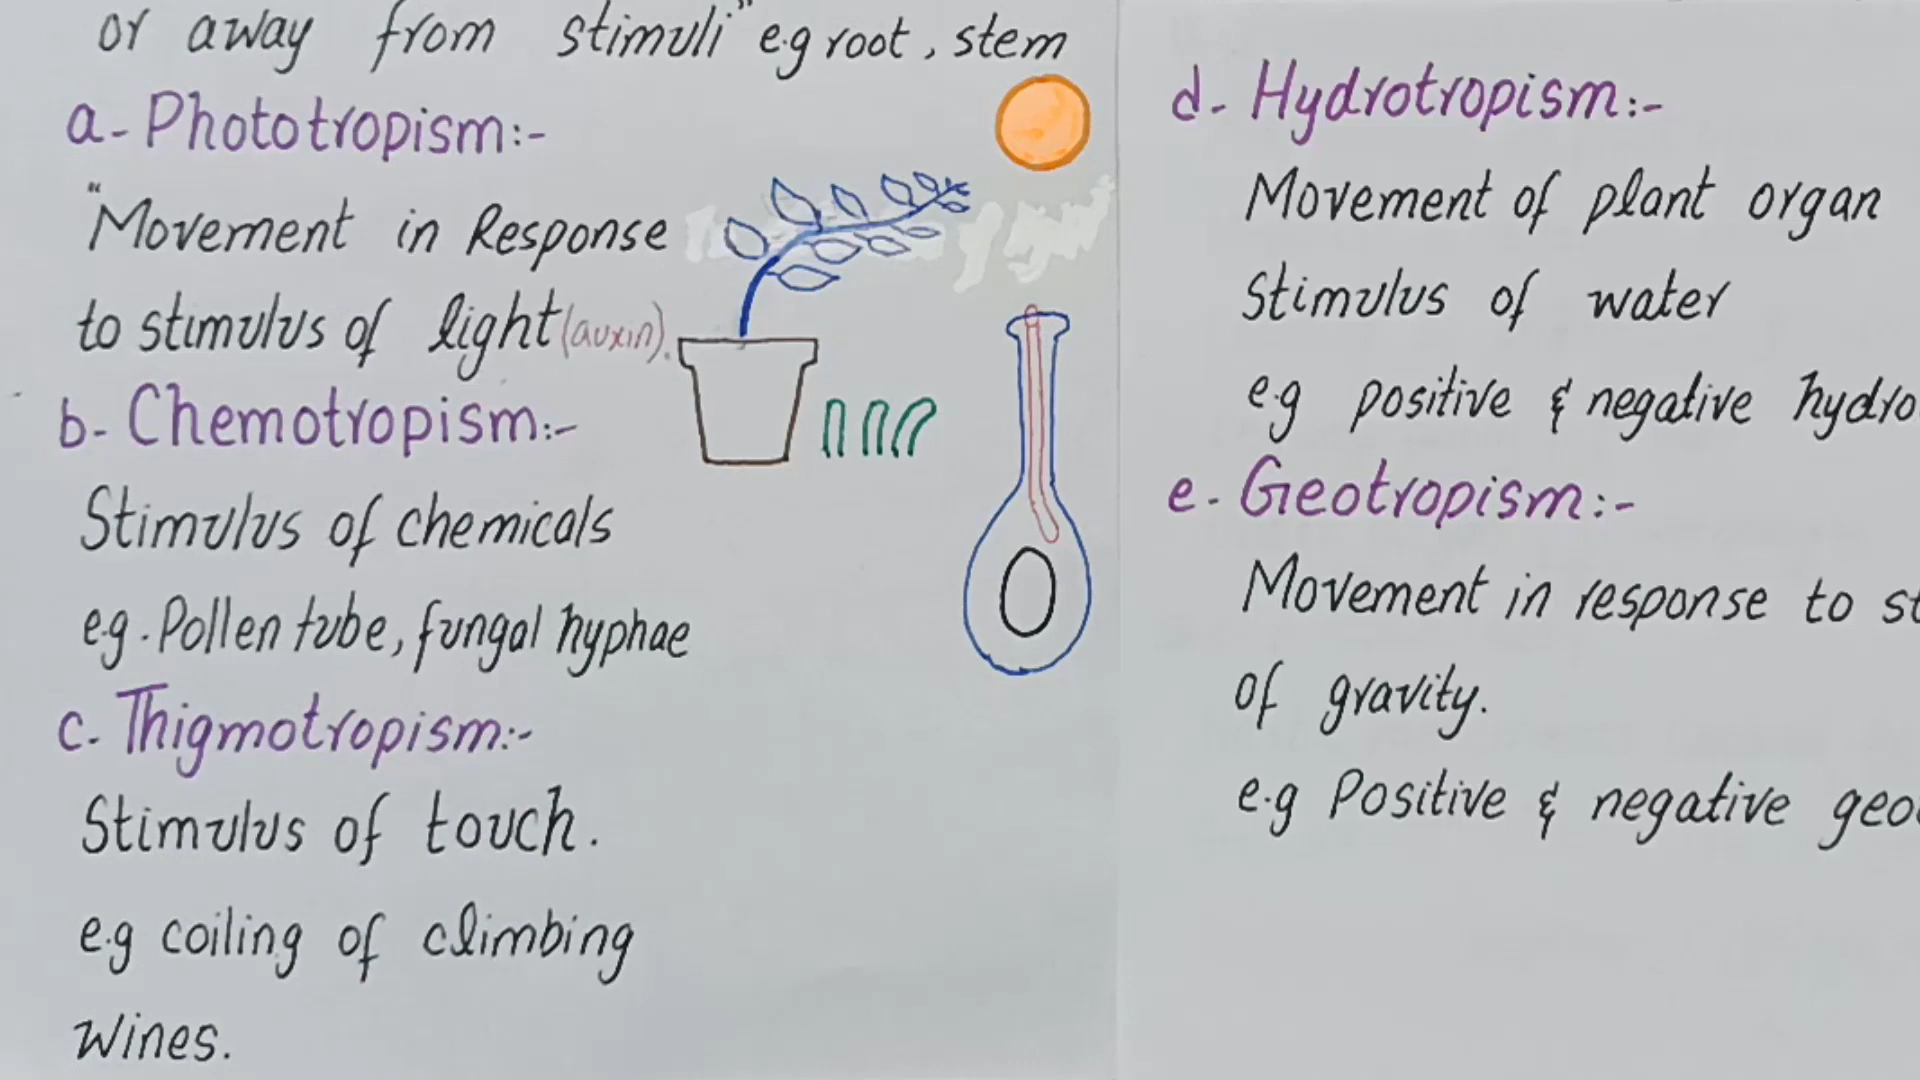 or away from stimuli" e.g root, stem
a- Phototropism:-
"Movement in Response
to stimulus of light (auxin).
b- Chemotropism:-
Stimulus of chemicals
e.g. Pollen tube, fungal hyphae
c. Thigmotropism:-
Stimulus of touch.
e.g coiling of climbing
Wines.
d- Hydrotropism:-
Movement of plant organ
Stimulus of water
e.g positive & negative hydro
e- Geotropism:-
Movement in response to st
of gravity.
e.g Positive & negative geo